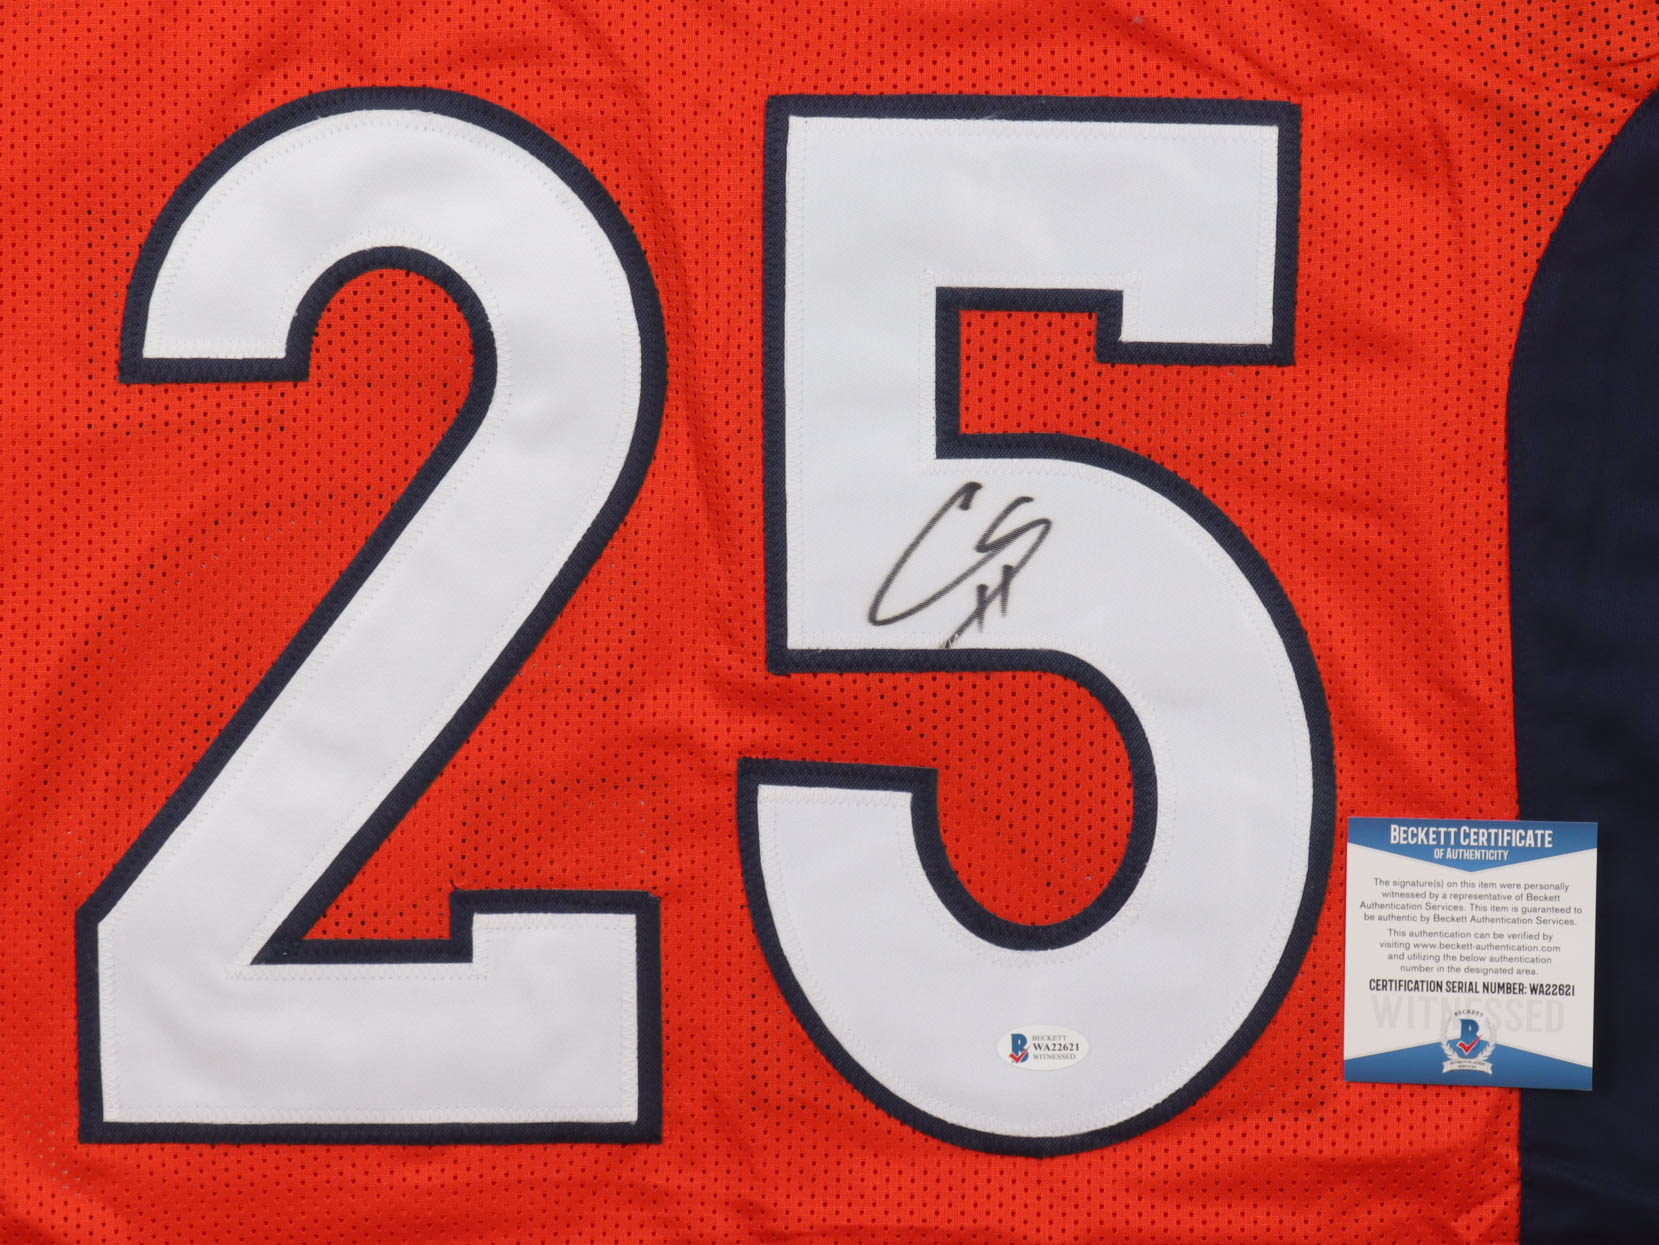 25
BECKETT
WA22621
WITNESSED
BECKETT CERTIFICATE
OF AUTHENTICITY
The signature(s) on this item were personally
witnessed by a representative of Beckett
Authentication Services. This item is guaranteed to
be authentic by Beckett Authentication Services.
This authentication can be verified by
visiting www.beckett-authentication.com
and utilizing the below authentication
number in the designated area.
CERTIFICATION SERIAL NUMBER: WA22621
WITNESSED
BECKETT